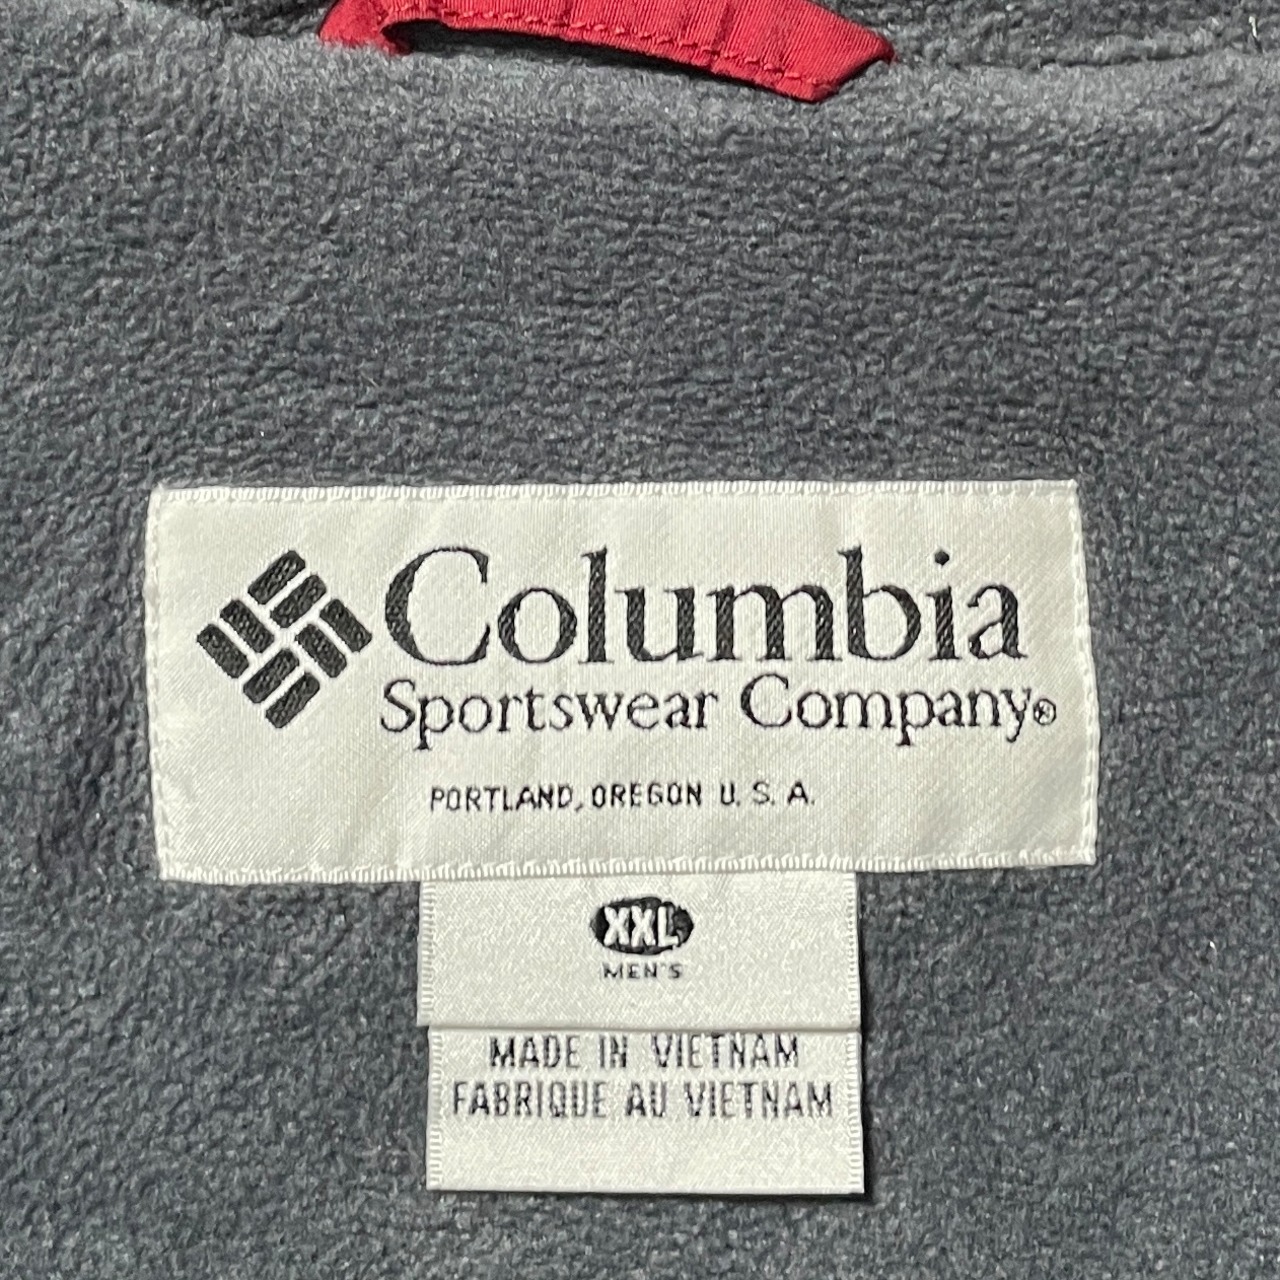 Columbia
Sportswear Company®
PORTLAND, OREGON U. S. A.
XXL
MEN'S
MADE IN VIETNAM
FABRIQUE AU VIETNAM